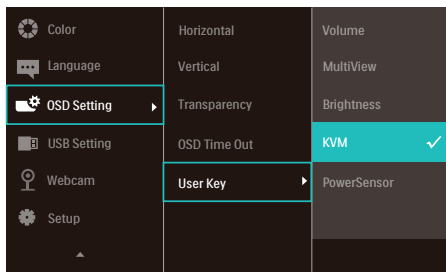 Color
Language
OSD Setting
USB Setting
Webcam
Setup
Horizontal
Vertical
Transparency
OSD Time Out
User Key
Volume
MultiView
Brightness
KVM
PowerSensor